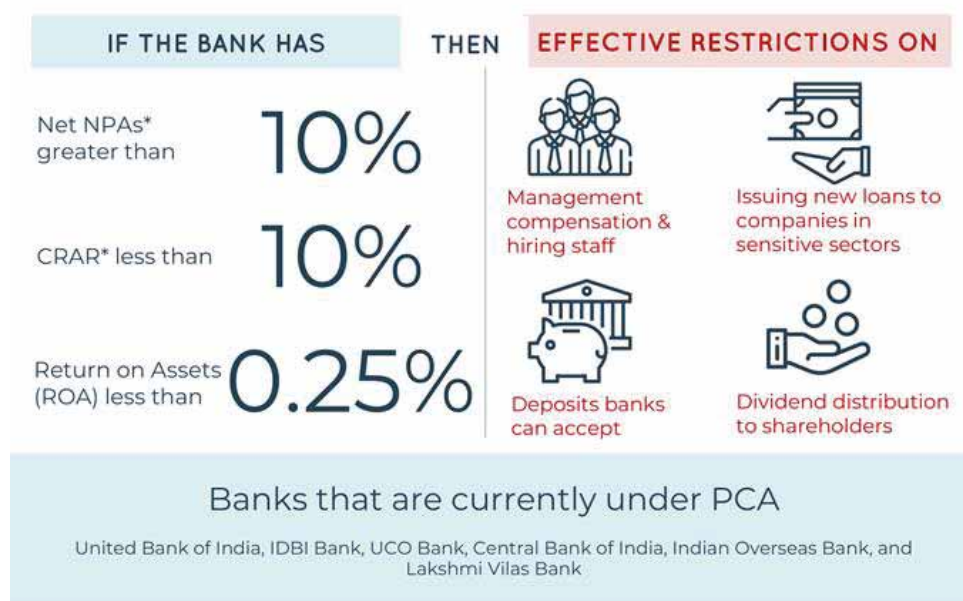 IF THE BANK HAS
THEN
EFFECTIVE RESTRICTIONS ON
Net NPAs*
greater than
10%
CRAR* less than
10%
Return on Assets
(ROA) less than
0.25%
Management
compensation &
hiring staff
Issuing new loans to
companies in
sensitive sectors
Deposits banks
can accept
Dividend distribution
to shareholders
Banks that are currently under PCA
United Bank of India, IDBI Bank, UCO Bank, Central Bank of India, Indian Overseas Bank, and
Lakshmi Vilas Bank